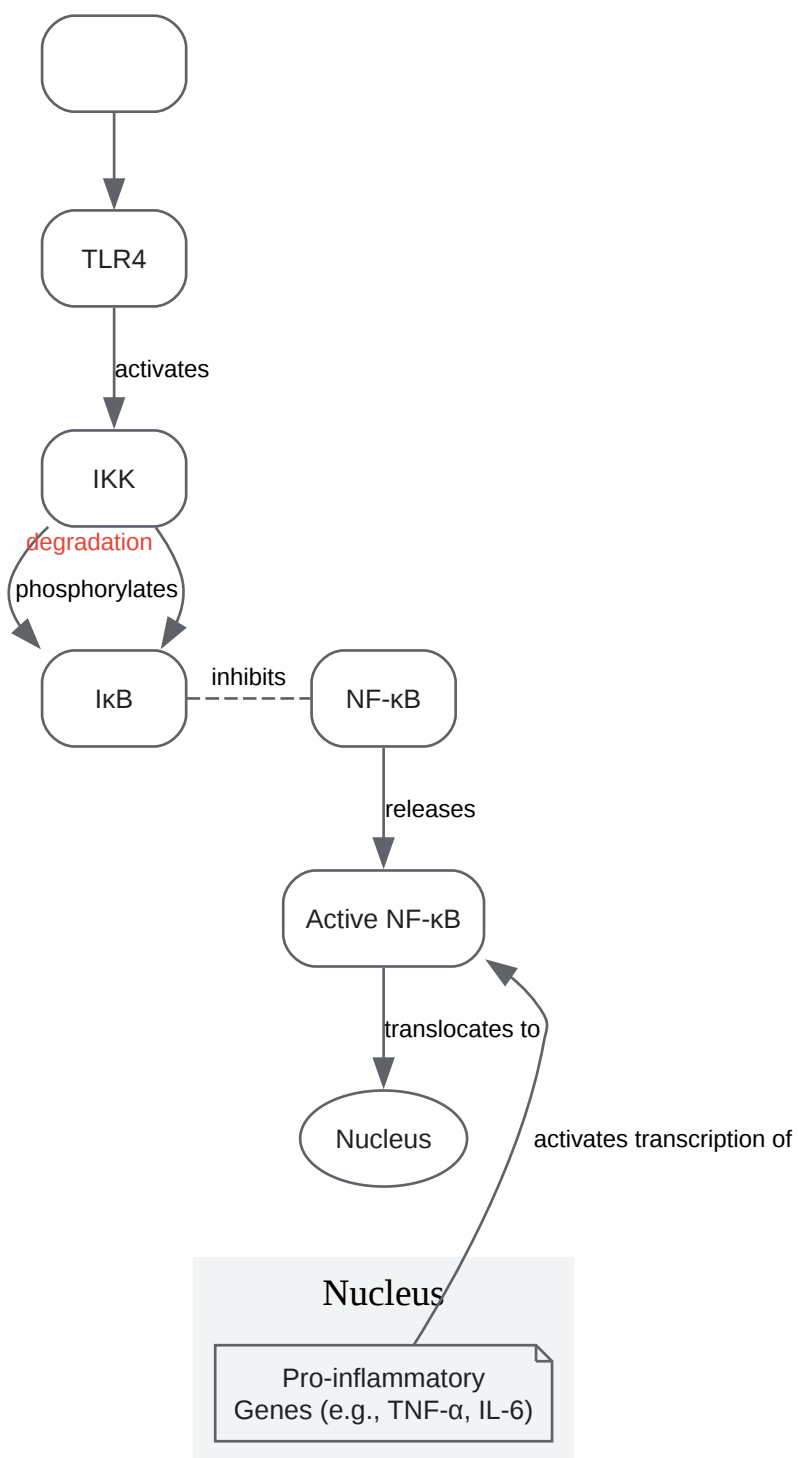 TLR4
activates
IKK
degradation
phosphorylates
inhibits
IκB
NF-κB
releases
Active NF-κB
translocates to
Nucleus
activates transcription of
Nucleus
Pro-inflammatory
Genes (e.g., TNF-α, IL-6)